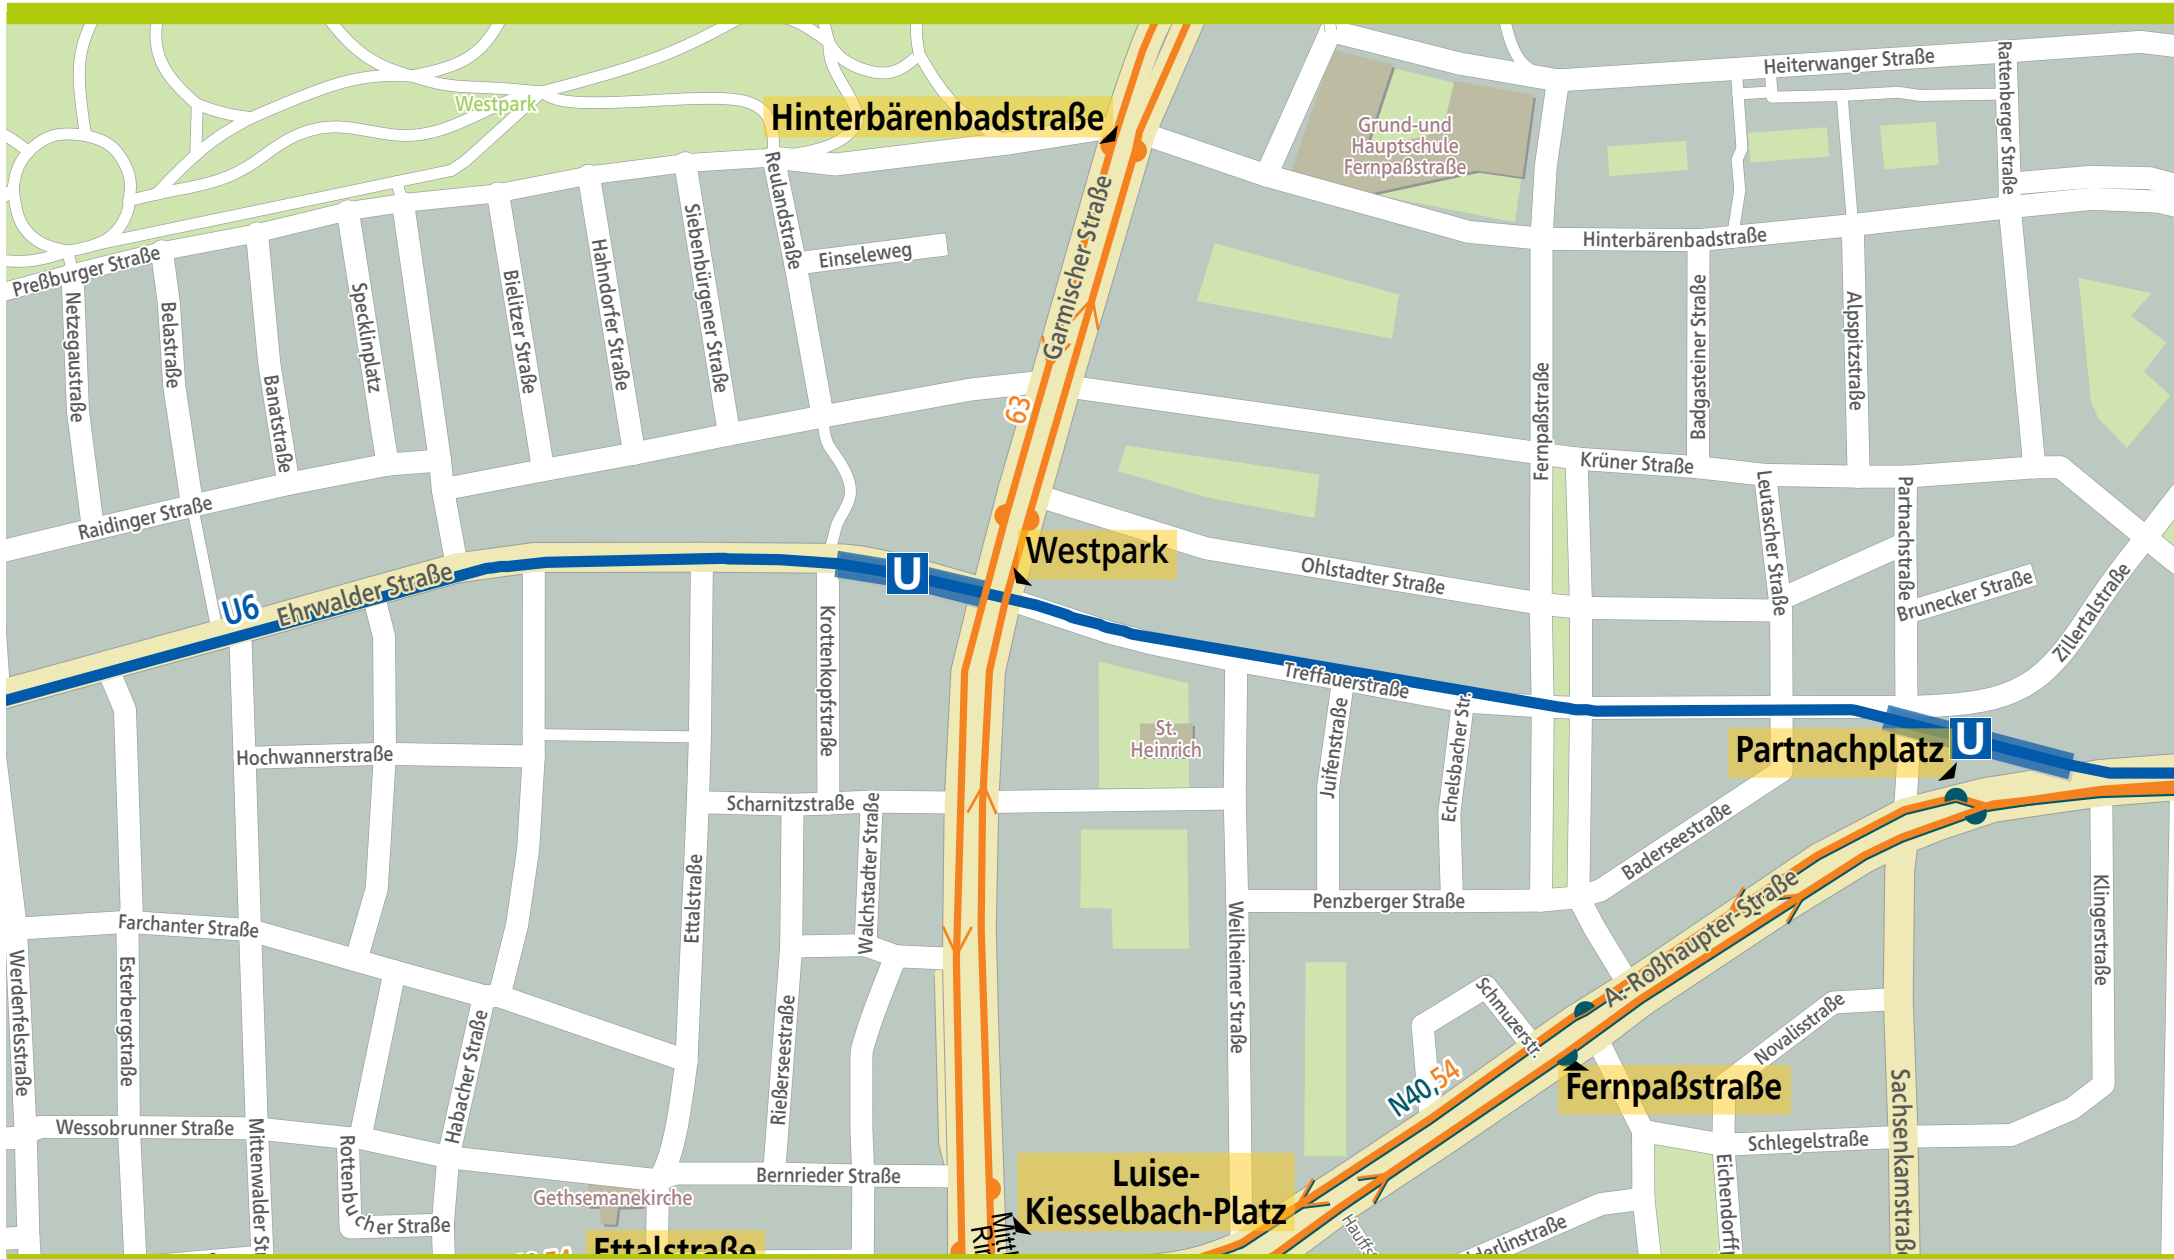 Heiterwanger Straße
Rattenberger Straße
Westpark
Hinterbärenbadstraße
Grund-und
Hauptschule
Fernpaßstraße
Reulandstraße
Garmischer Straße
Hinterbärenbadstraße
Einseleweg
Preßburger Straße
Netzegaustraße
Belastraße
Banatstraße
Specklinplatz
Bielitzer Straße
Hahndorfer Straße
Siebenbürgener Straße
Badgasteiner Straße
Alpspitzstraße
Fernpaßstraße
63
Krüner Straße
Leutascher Straße
Partnachstraße
Raidinger Straße
Westpark
U
Ohlstadter Straße
Brunecker Straße
Zillertalstraße
U6
Ehrwalder Straße
Krottenkopfstraße
Treffauerstraße
Juifenstraße
Echelsbacher Str.
St.
Heinrich
Partnachplatz
U
Hochwannerstraße
Scharnitzstraße
Walchstadter Straße
Ettalstraße
Baderseestraße
Penzberger Straße
A.-Roßhaupter-Straße
Klingerstraße
Farchanter Straße
Weilheimer Straße
Werdenfelsstraße
Esterbergstraße
Habacher Straße
Rießerseestraße
Schmuzerstr.
Novalisstraße
N40,54
Fernpaßstraße
Sachsenkamstraße
Wessobrunner Straße
Mittenwalder St
Rottenbucher Straße
Bernrieder Straße
Schlegelstraße
Eichendorff
Gethsemanekirche
Luise-
Kiesselbach-Platz
Mittl
Rin
Hauffs
derlinstraße
Ettalstraße